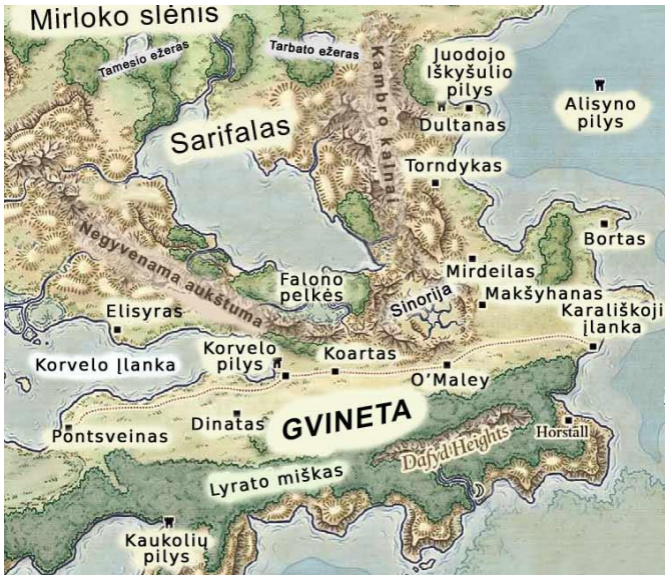 Mirloko slėnis
Tamesio ežeras
Tarbato ežeras
Kambro kalnai
Juodojo
Iškyšulio
pilys
Alisyno
pilys
Dultanas
Sarifalas
Torndykas
Bortas
Negyvenama aukštuma
Falono
pelkės
Mirdeilas
Sinorija
Makšyhanas
Karališkoji
įlanka
Elisyras
Korvelo Įlanka
Korvelo
pilys
Koartas
O'Maley
Pontsveinas
Dinatas
GVINETA
Dafyd Heights
Horstall
Lyrato miškas
Kaukolių
pilys